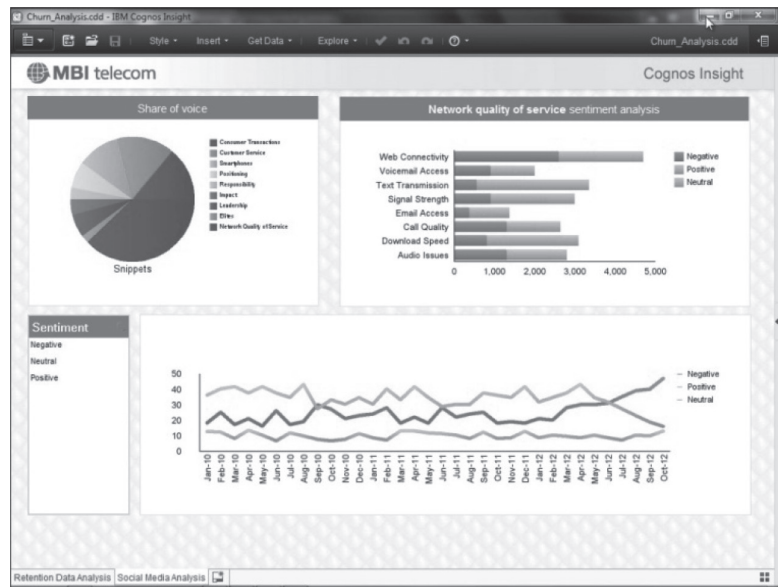 Churn_Analysis.cdd - IBM Cognos Insight
Style Insert Get Data Explore Churn_Analysis.cdd
MBI telecom Cognos Insight
Share of voice
Consumer Transactions
Customer Service
Smartphones
Positioning
Responsibility
Impact
Leadership
Elites
Network Quality of Service
Snippets
Network quality of service sentiment analysis
Web Connectivity
Voicemail Access
Text Transmission
Signal Strength
Email Access
Call Quality
Download Speed
Audio Issues
0 1,000 2,000 3,000 4,000 5,000
Negative
Positive
Neutral
Sentiment
Negative
Neutral
Positive
50
40
30
20
10
0
Jan-10 Feb-10 Mar-10 Apr-10 May-10 Jun-10 Jul-10 Aug-10 Sep-10 Oct-10 Nov-10 Dec-10 Jan-11 Feb-11 Mar-11 Apr-11 May-11 Jun-11 Jul-11 Aug-11 Sep-11 Oct-11 Nov-11 Dec-11 Jan-12 Feb-12 Mar-12 Apr-12 May-12 Jun-12 Jul-12 Aug-12 Sep-12 Oct-12
Negative
Positive
Neutral
Retention Data Analysis Social Media Analysis